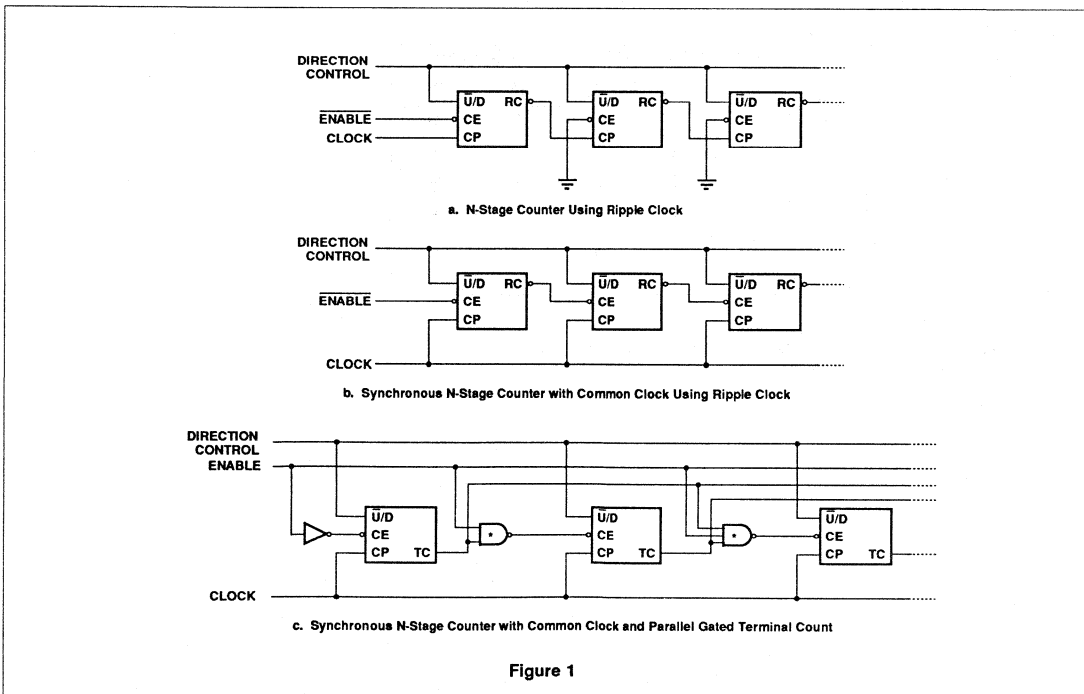 DIRECTION
CONTROL
U̅/D RC U̅/D RC U̅/D RC
E̅N̅A̅B̅L̅E̅ CE CE CE
CLOCK CP CP CP
a. N-Stage Counter Using Ripple Clock
DIRECTION
CONTROL
U̅/D RC U̅/D RC U̅/D RC
E̅N̅A̅B̅L̅E̅ CE CE CE
CP CP CP
CLOCK
b. Synchronous N-Stage Counter with Common Clock Using Ripple Clock
DIRECTION
CONTROL
ENABLE
U̅/D U̅/D U̅/D
CE * CE * CE
CP TC CP TC CP TC
CLOCK
c. Synchronous N-Stage Counter with Common Clock and Parallel Gated Terminal Count
Figure 1